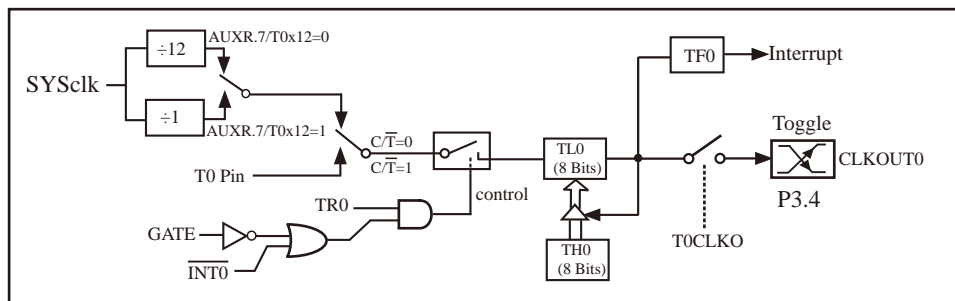 SYSclk
÷12
AUXR.7/T0x12=0
÷1
AUXR.7/T0x12=1
T0 Pin
C/T̅=0
C/T̅=1
control
TR0
GATE
I̅N̅T̅0̅
TL0
(8 Bits)
TH0
(8 Bits)
TF0
Interrupt
Toggle
CLKOUT0
P3.4
T0CLKO